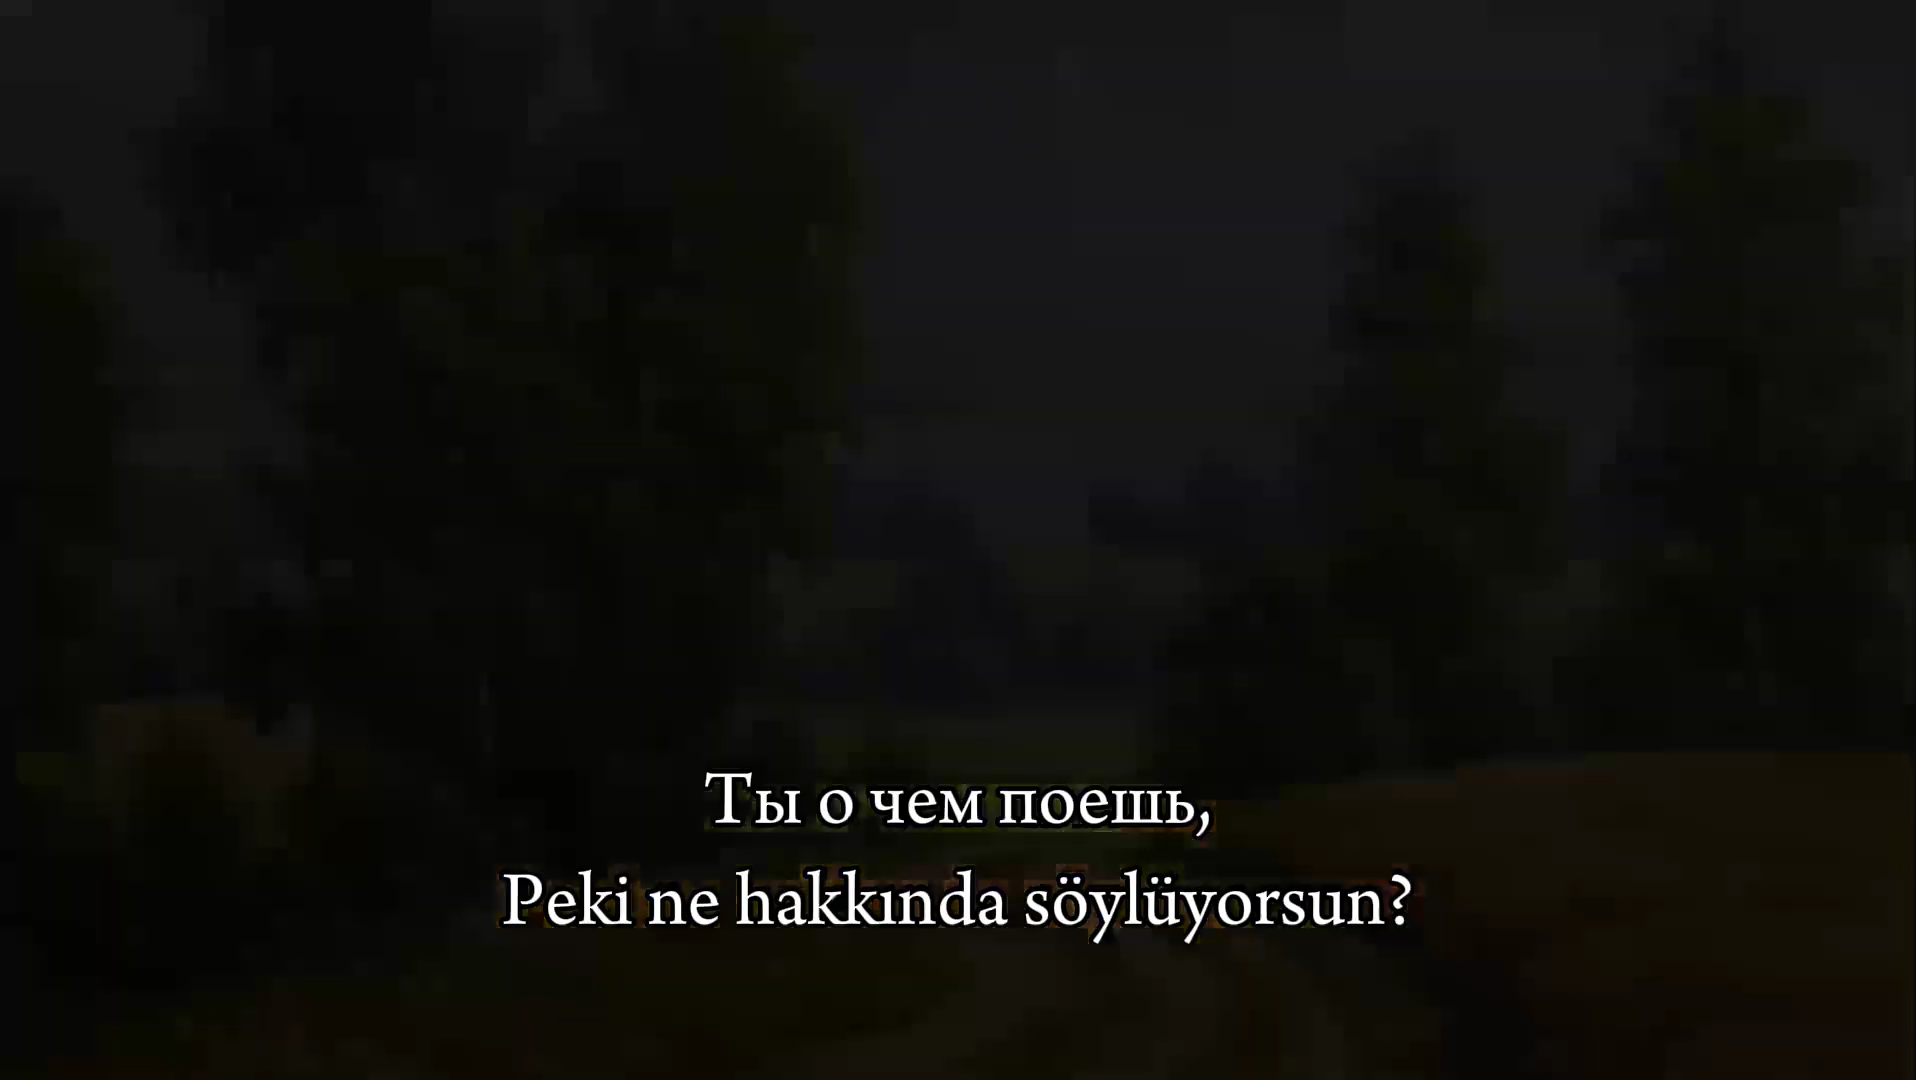 Ты о чем поешь,
Peki ne hakkında söylüyorsun?